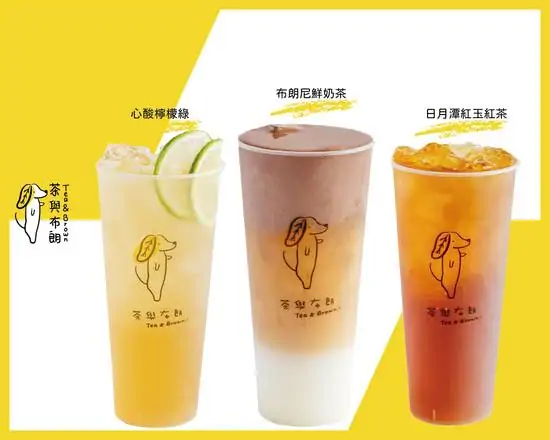 心酸檸檬綠
布朗尼鮮奶茶
日月潭紅玉紅茶
茶與布朗
Tea & Brown
茶與布朗
Tea & Brown
茶與布朗
Tea & Brown
茶與布朗
Tea & Brown